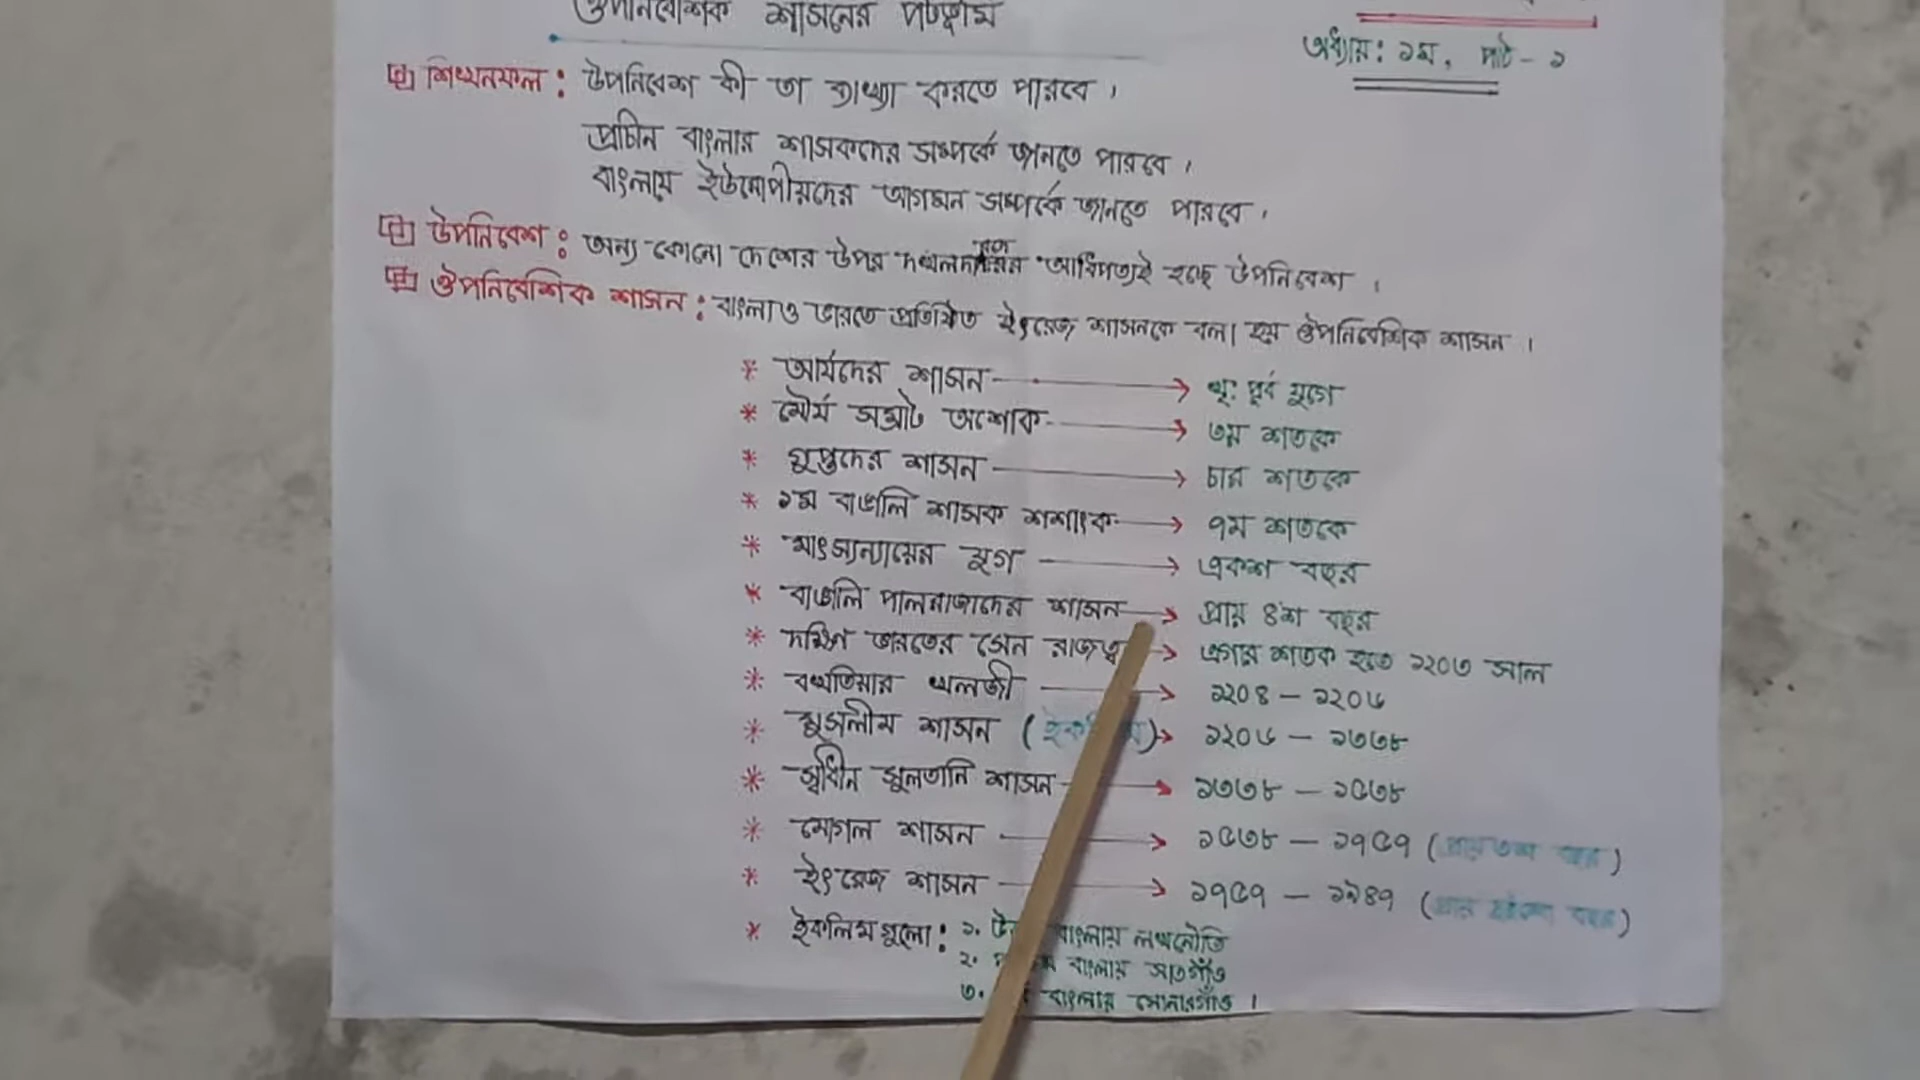 ঔপনিবেশিক শাসনের পটভূমি
অধ্যায়: ১ম, পাট - ১
শিখনফল: উপনিবেশ কী তা ব্যাখ্যা করতে পারবে।
প্রাচীন বাংলার শাসকদের সম্পর্কে জানতে পারবে।
বাংলায় ইউরোপীয়দের আগমন সম্পর্কে জানতে পারবে।
উপনিবেশ: অন্য কোনো দেশের উপর আধিপত্যই হচ্ছে উপনিবেশ।
ঔপনিবেশিক শাসন: বাংলা ও ভারতে প্রতিষ্ঠিত ইংরেজ শাসনকে বলা হয় ঔপনিবেশিক শাসন।
* আর্যদের শাসন → খৃ: পূর্ব যুগে
* মৌর্য সম্রাট অশোক → ৩য় শতকে
* গুপ্তদের শাসন → চার শতকে
* ১ম বাঙালি শাসক শশাংক → ৭ম শতকে
* মাৎস্যন্যায়ের যুগ → একশ বছর
* বাঙালি পালরাজাদের শাসন → প্রায় ৪শ বছর
* দক্ষিণ ভারতের সেন রাজত্ব → এগার শতক হতে ১২০৩ সাল
* বখতিয়ার খলজী → ১২০৪ - ১২০৬
* মুসলীম শাসন → ১২০৬ - ১৩৩৮
* স্বাধীন সুলতানি শাসন → ১৩৩৮ - ১৫৩৮
* মোগল শাসন → ১৫৩৮ - ১৭৫৭
* ইংরেজ শাসন → ১৭৫৭ - ১৯৪৭
* ইকলিমগুলো: ১. বাংলায় লখনৌতি
২. বাংলায় সাতগাঁও
৩. বাংলায় সোনারগাঁও।